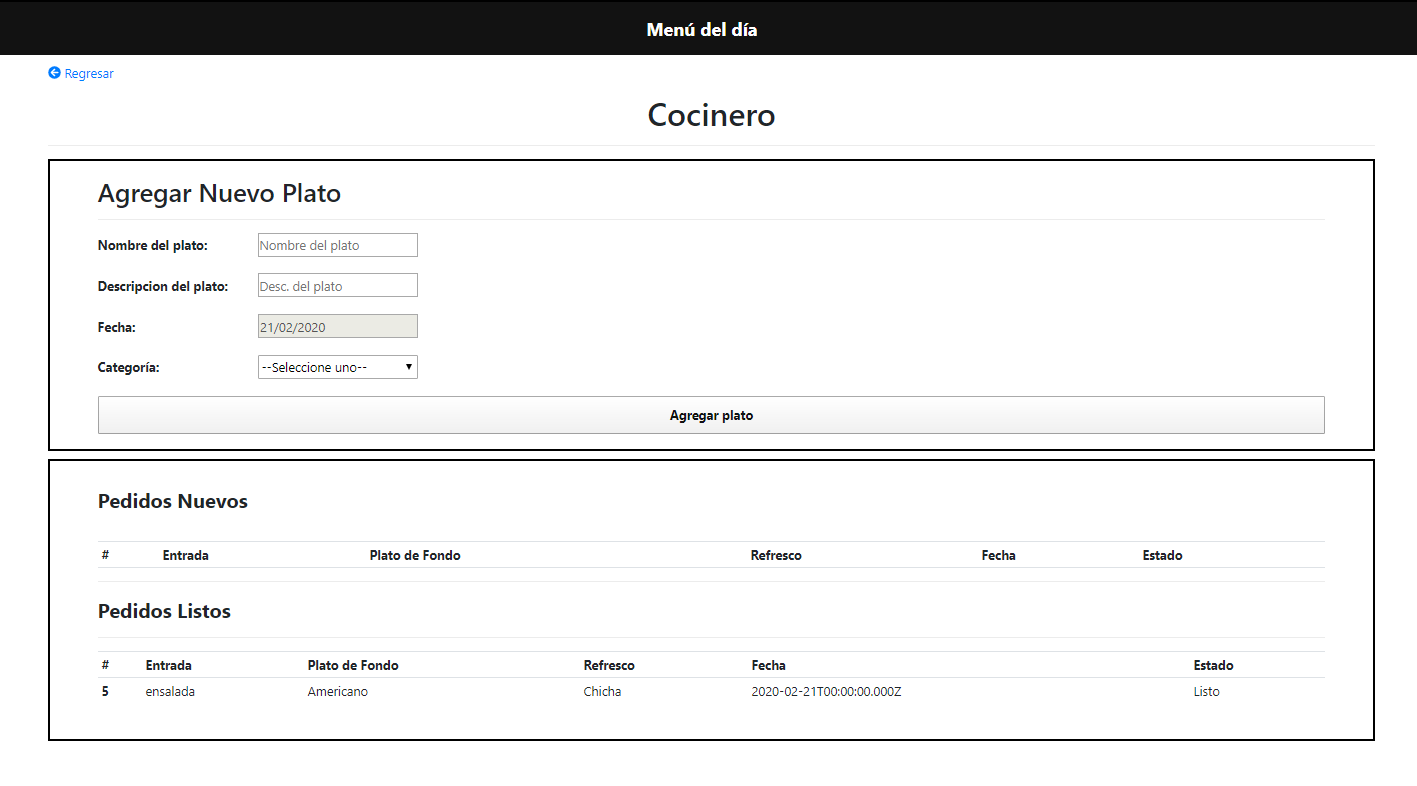 Menú del día
Regresar
Cocinero
Agregar Nuevo Plato
Nombre del plato: Nombre del plato
Descripcion del plato: Desc. del plato
Fecha: 21/02/2020
Categoría: --Seleccione uno--
Agregar plato
Pedidos Nuevos
# Entrada Plato de Fondo Refresco Fecha Estado
Pedidos Listos
# Entrada Plato de Fondo Refresco Fecha Estado
5 ensalada Americano Chicha 2020-02-21T00:00:00.000Z Listo